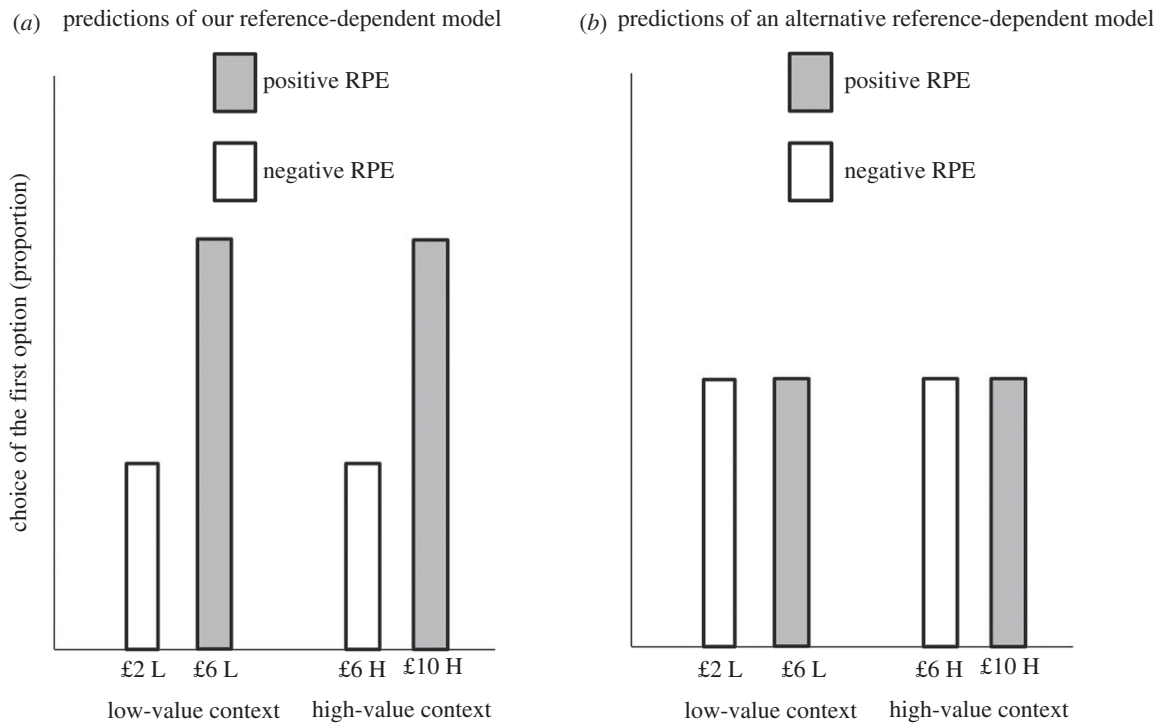 (a) predictions of our reference-dependent model
positive RPE
negative RPE
choice of the first option (proportion)
£2 L £6 L £6 H £10 H
low-value context high-value context
(b) predictions of an alternative reference-dependent model
positive RPE
negative RPE
£2 L £6 L £6 H £10 H
low-value context high-value context